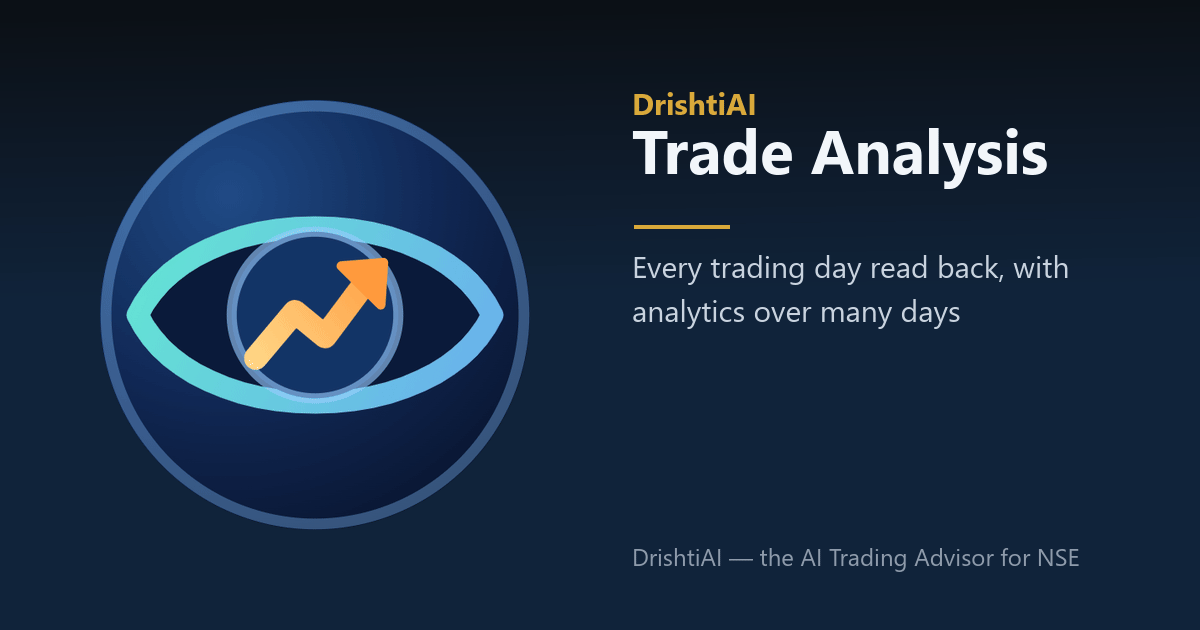 DrishtiAI
Trade Analysis
Every trading day read back, with
analytics over many days
DrishtiAI — the AI Trading Advisor for NSE